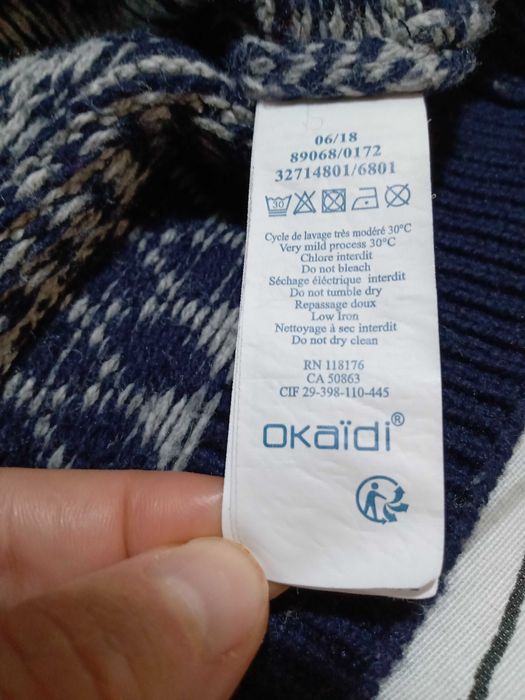 06/18
89068/0172
32714801/6801
30
Cycle de lavage très modéré 30°C
Very mild process 30°C
Chlore interdit
Do not bleach
Séchage éléctrique interdit
Do not tumble dry
Repassage doux
Low Iron
Nettoyage à sec interdit
Do not dry clean
RN 118176
CA 50863
CIF 29-398-110-445
oKaïdi®